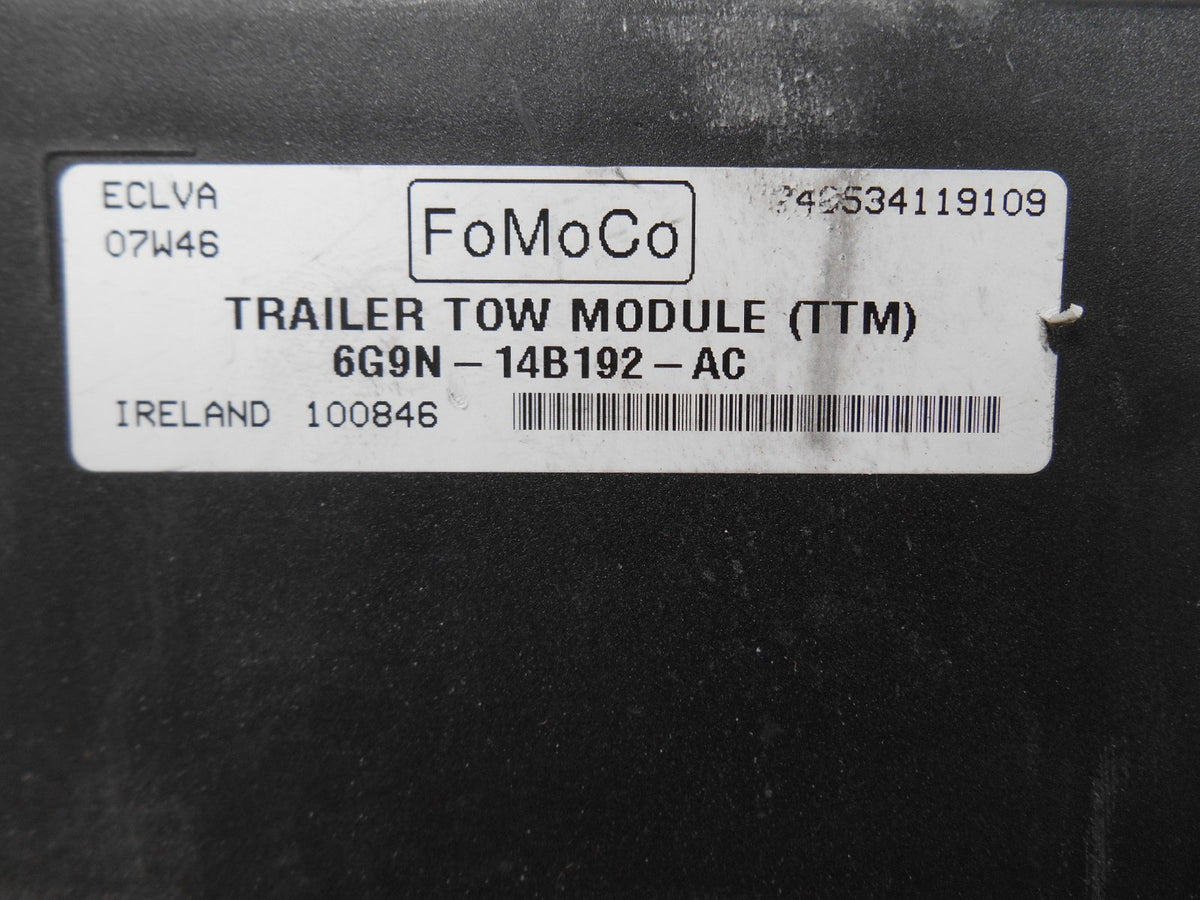 ECLVA
07W46
FoMoCo
TRAILER TOW MODULE (TTM)
6G9N - 14B192 - AC
IRELAND 100846